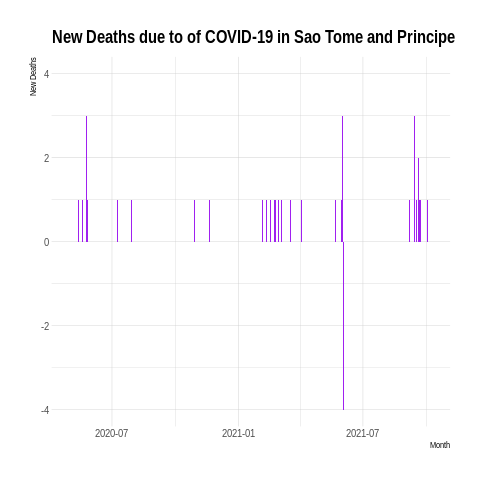 New Deaths due to of COVID-19 in Sao Tome and Principe
New Deaths
4
2
0
-2
-4
2020-07
2021-01
2021-07
Month